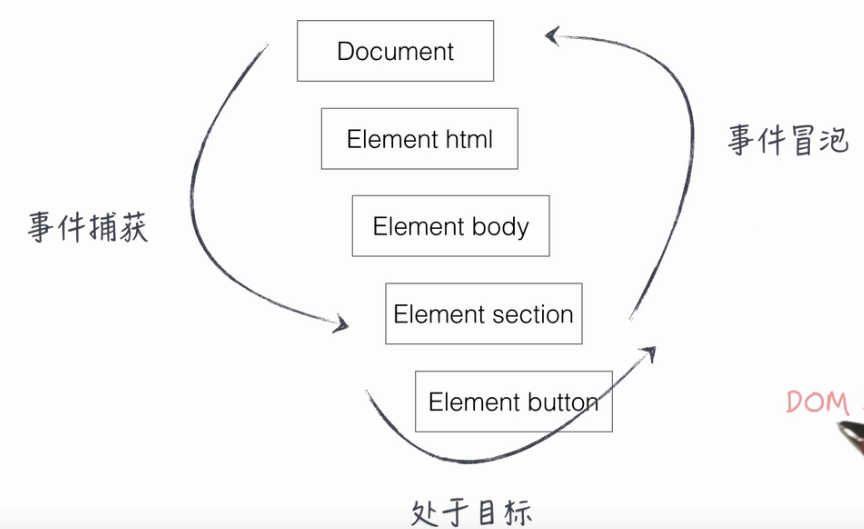 Document
Element html
事件冒泡
Element body
事件捕获
Element section
Element button
DOM
处于目标